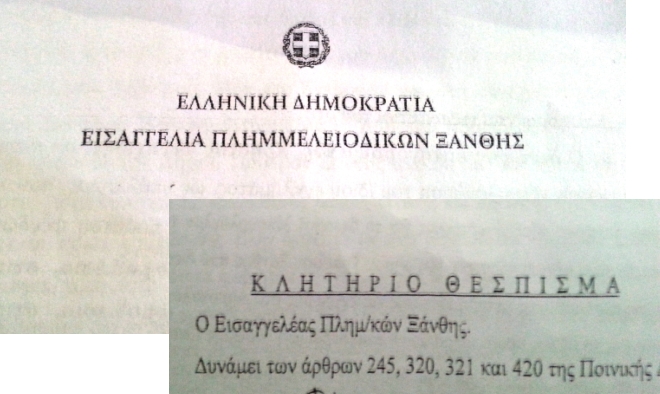 ΕΛΛΗΝΙΚΗ ΔΗΜΟΚΡΑΤΙΑ
ΕΙΣΑΓΓΕΛΙΑ ΠΛΗΜΜΕΛΕΙΟΔΙΚΩΝ ΞΑΝΘΗΣ
ΚΛΗΤΗΡΙΟ ΘΕΣΠΙΣΜΑ
Ο Εισαγγελέας Πλημ/κών Ξάνθης.
Δυνάμει των άρθρων 245, 320, 321 και 420 της Ποινικής